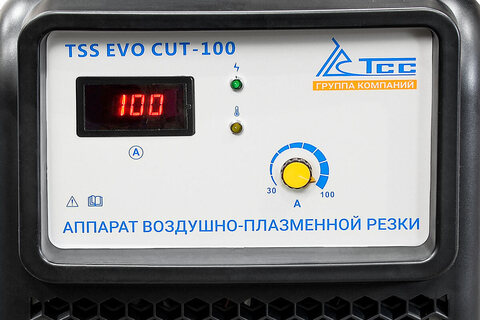 TSS EVO CUT-100
ТСС
ГРУППА КОМПАНИЙ
100
A
30
100
A
АППАРАТ ВОЗДУШНО-ПЛАЗМЕННОЙ РЕЗКИ